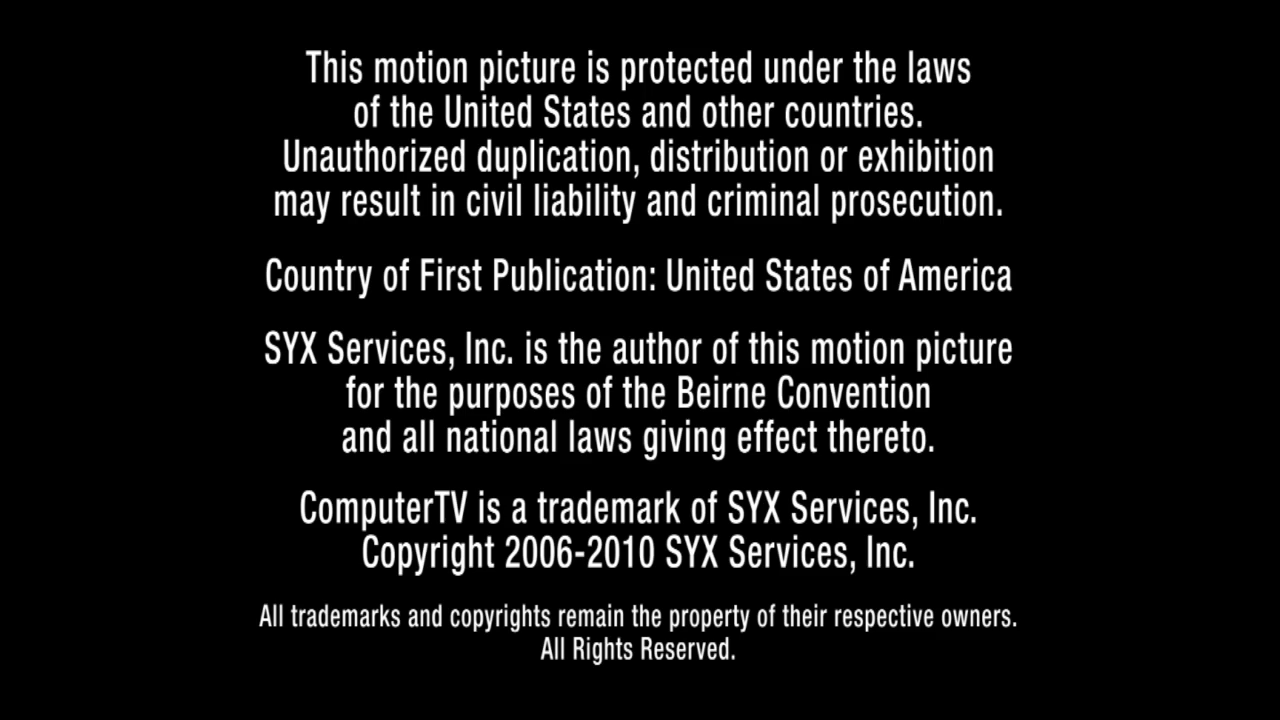 This motion picture is protected under the laws
of the United States and other countries.
Unauthorized duplication, distribution or exhibition
may result in civil liability and criminal prosecution.
Country of First Publication: United States of America
SYX Services, Inc. is the author of this motion picture
for the purposes of the Beirne Convention
and all national laws giving effect thereto.
ComputerTV is a trademark of SYX Services, Inc.
Copyright 2006-2010 SYX Services, Inc.
All trademarks and copyrights remain the property of their respective owners.
All Rights Reserved.